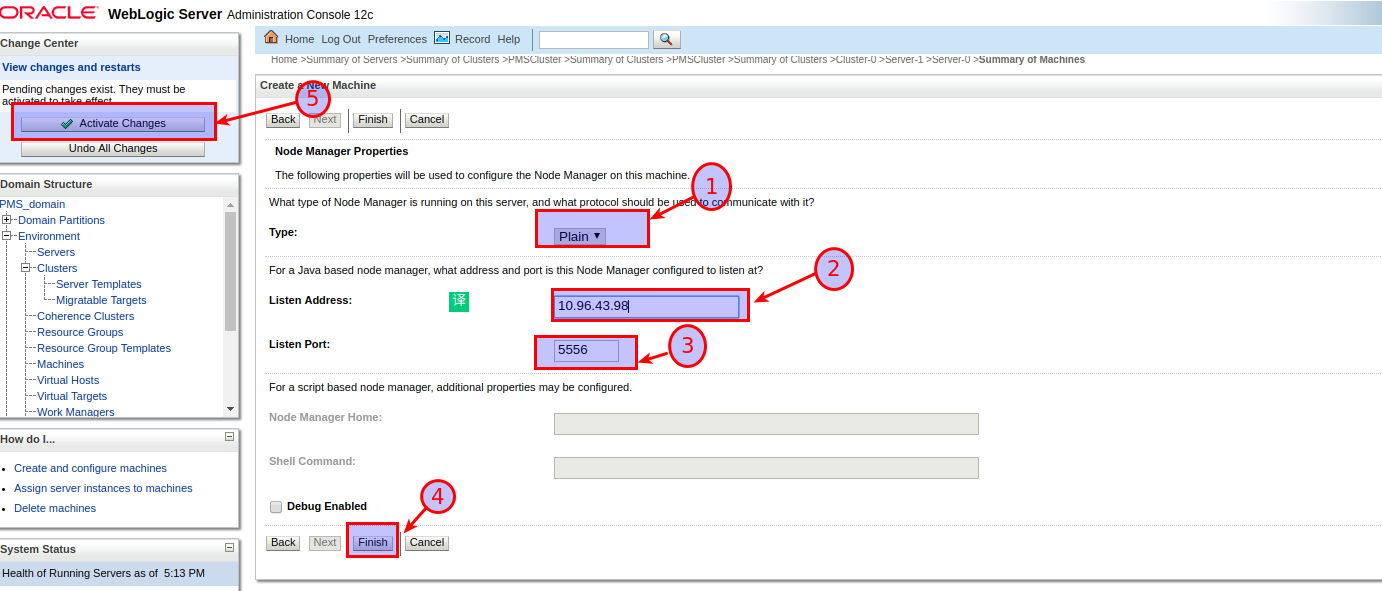 ORACLE WebLogic Server Administration Console 12c
Change Center
View changes and restarts
Pending changes exist. They must be
activated to take effect.
Activate Changes
Undo All Changes
Domain Structure
PMS_domain
Domain Partitions
Environment
Servers
Clusters
Server Templates
Migratable Targets
Coherence Clusters
Resource Groups
Resource Group Templates
Machines
Virtual Hosts
Virtual Targets
Work Managers
How do I...
Create and configure machines
Assign server instances to machines
Delete machines
System Status
Health of Running Servers as of 5:13 PM
Home Log Out Preferences Record Help
Home >Summary of Servers >Summary of Clusters >PMSCluster >Summary of Clusters >PMSCluster >Summary of Clusters >Cluster-0 >Server-1 >Server-0 >Summary of Machines
Create a New Machine
5
Back Next Finish Cancel
Node Manager Properties
The following properties will be used to configure the Node Manager on this machine.
1
What type of Node Manager is running on this server, and what protocol should be used to communicate with it?
Type: Plain
For a Java based node manager, what address and port is this Node Manager configured to listen at?
2
Listen Address: 译 10.96.43.98
Listen Port: 5556
3
For a script based node manager, additional properties may be configured.
Node Manager Home:
Shell Command:
4
Debug Enabled
Back Next Finish Cancel